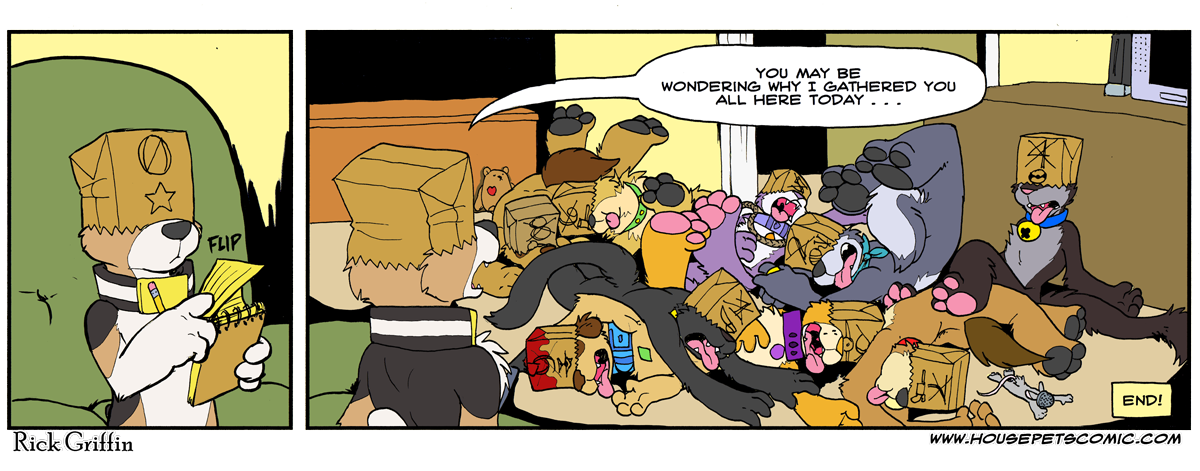 FLIP
YOU MAY BE
WONDERING WHY I GATHERED YOU
ALL HERE TODAY . . .
END!
Rick Griffin
WWW.HOUSEPETSCOMIC.COM